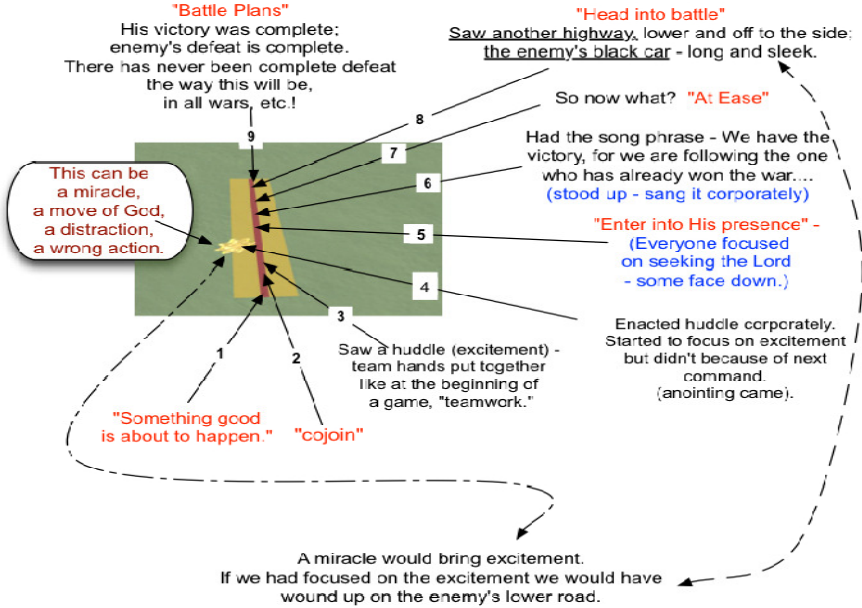 "Battle Plans"
His victory was complete;
enemy's defeat is complete.
There has never been complete defeat
the way this will be,
in all wars, etc.!
"Head into battle"
Saw another highway, lower and off to the side;
the enemy's black car - long and sleek.
So now what? "At Ease"
Had the song phrase - We have the
victory, for we are following the one
who has already won the war....
(stood up - sang it corporately)
"Enter into His presence" -
(Everyone focused
on seeking the Lord
- some face down.)
Enacted huddle corporately.
Started to focus on excitement
but didn't because of next
command.
(anointing came).
This can be
a miracle,
a move of God,
a distraction,
a wrong action.
9
8
7
6
5
4
3
2
1
Saw a huddle (excitement) -
team hands put together
like at the beginning of
a game, "teamwork."
"Something good
is about to happen."
"cojoin"
A miracle would bring excitement.
If we had focused on the excitement we would have
wound up on the enemy's lower road.